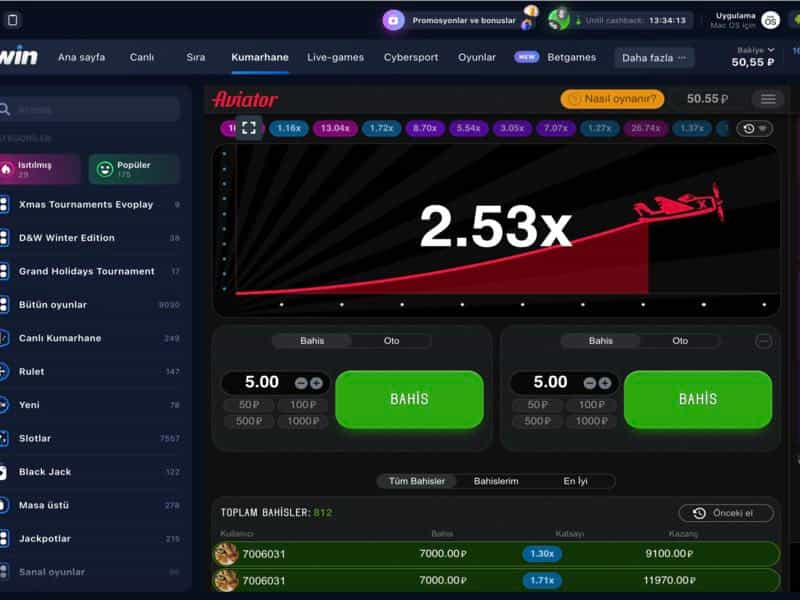 Promosyonlar ve bonuslar
Until cashback: 13:34:13
Uygulama
Mac OS için
OS
win
Ana sayfa
Canlı
Sıra
Kumarhane
Live-games
Cybersport
Oyunlar
NEW
Betgames
Daha fazla ···
Bakiye
50,55 ₽
Aviator
? Nasıl oynanır?
50.55 ₽
1.16x
13.04x
1.72x
8.70x
5.54x
3.05x
7.07x
1.27x
26.74x
1.37x
Isıtılmış
29
Popüler
175
Xmas Tournaments Evoplay 9
D&W Winter Edition 38
Grand Holidays Tournament 17
Bütün oyunlar 9090
Canlı Kumarhane 249
Rulet 147
Yeni 78
Slotlar 7567
Black Jack 122
Masa üstü 278
Jackpotlar 215
Sanal oyunlar
2.53x
Bahis Oto
5.00
50₽ 100₽
500₽ 1000₽
BAHİS
Bahis Oto
5.00
50₽ 100₽
500₽ 1000₽
BAHİS
Tüm Bahisler Bahislerim En İyi
TOPLAM BAHİSLER: 812
Önceki el
Kullanıcı Bahis Katsayı Kazanç
7006031 7000.00₽ 1.30x 9100.00₽
7006031 7000.00₽ 1.71x 11970.00₽